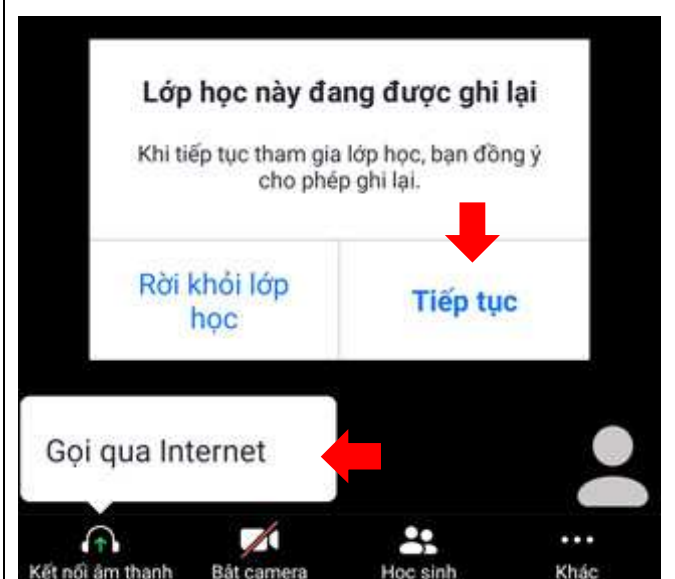 Lớp học này đang được ghi lại
Khi tiếp tục tham gia lớp học, bạn đồng ý
cho phép ghi lại.
Rời khỏi lớp
học
Tiếp tục
Gọi qua Internet
Kết nối âm thanh
Bật camera
Học sinh
Khác